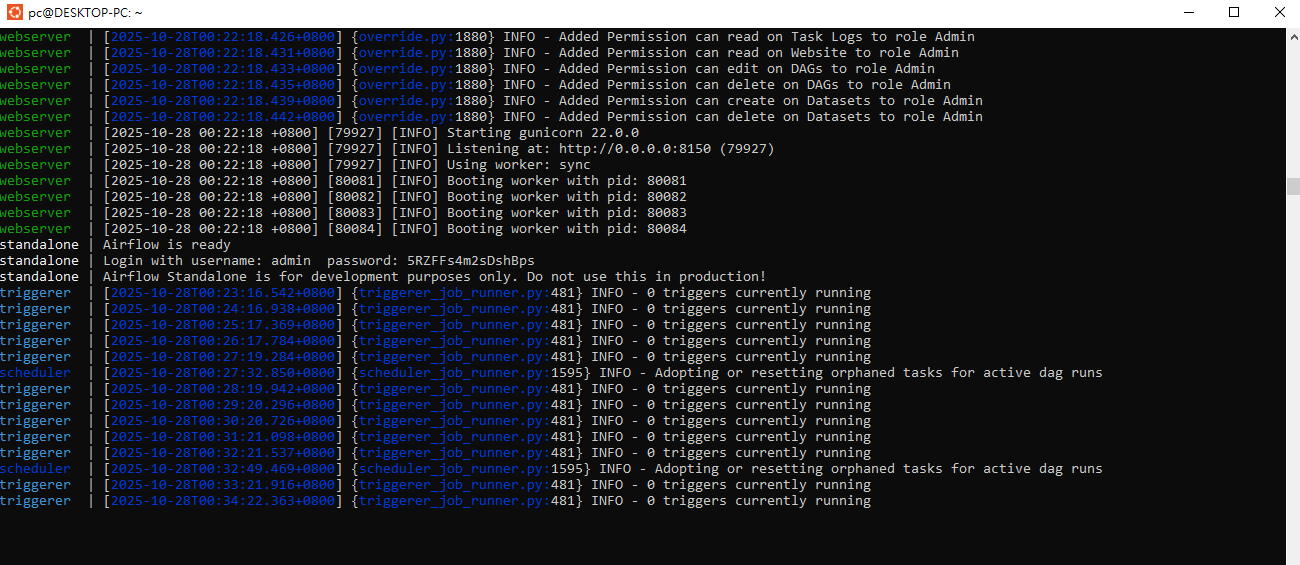 pc@DESKTOP-PC: ~
webserver | [2025-10-28T00:22:18.426+0800] {override.py:1880} INFO - Added Permission can read on Task Logs to role Admin
webserver | [2025-10-28T00:22:18.431+0800] {override.py:1880} INFO - Added Permission can read on Website to role Admin
webserver | [2025-10-28T00:22:18.433+0800] {override.py:1880} INFO - Added Permission can edit on DAGs to role Admin
webserver | [2025-10-28T00:22:18.435+0800] {override.py:1880} INFO - Added Permission can delete on DAGs to role Admin
webserver | [2025-10-28T00:22:18.439+0800] {override.py:1880} INFO - Added Permission can create on Datasets to role Admin
webserver | [2025-10-28T00:22:18.442+0800] {override.py:1880} INFO - Added Permission can delete on Datasets to role Admin
webserver | [2025-10-28 00:22:18 +0800] [79927] [INFO] Starting gunicorn 22.0.0
webserver | [2025-10-28 00:22:18 +0800] [79927] [INFO] Listening at: http://0.0.0.0:8150 (79927)
webserver | [2025-10-28 00:22:18 +0800] [79927] [INFO] Using worker: sync
webserver | [2025-10-28 00:22:18 +0800] [80081] [INFO] Booting worker with pid: 80081
webserver | [2025-10-28 00:22:18 +0800] [80082] [INFO] Booting worker with pid: 80082
webserver | [2025-10-28 00:22:18 +0800] [80083] [INFO] Booting worker with pid: 80083
webserver | [2025-10-28 00:22:18 +0800] [80084] [INFO] Booting worker with pid: 80084
standalone | Airflow is ready
standalone | Login with username: admin  password: 5RZFFs4m2sDshBps
standalone | Airflow Standalone is for development purposes only. Do not use this in production!
triggerer | [2025-10-28T00:23:16.542+0800] {triggerer_job_runner.py:481} INFO - 0 triggers currently running
triggerer | [2025-10-28T00:24:16.938+0800] {triggerer_job_runner.py:481} INFO - 0 triggers currently running
triggerer | [2025-10-28T00:25:17.369+0800] {triggerer_job_runner.py:481} INFO - 0 triggers currently running
triggerer | [2025-10-28T00:26:17.784+0800] {triggerer_job_runner.py:481} INFO - 0 triggers currently running
triggerer | [2025-10-28T00:27:19.284+0800] {triggerer_job_runner.py:481} INFO - 0 triggers currently running
scheduler | [2025-10-28T00:27:32.850+0800] {scheduler_job_runner.py:1595} INFO - Adopting or resetting orphaned tasks for active dag runs
triggerer | [2025-10-28T00:28:19.942+0800] {triggerer_job_runner.py:481} INFO - 0 triggers currently running
triggerer | [2025-10-28T00:29:20.296+0800] {triggerer_job_runner.py:481} INFO - 0 triggers currently running
triggerer | [2025-10-28T00:30:20.726+0800] {triggerer_job_runner.py:481} INFO - 0 triggers currently running
triggerer | [2025-10-28T00:31:21.098+0800] {triggerer_job_runner.py:481} INFO - 0 triggers currently running
triggerer | [2025-10-28T00:32:21.537+0800] {triggerer_job_runner.py:481} INFO - 0 triggers currently running
scheduler | [2025-10-28T00:32:49.469+0800] {scheduler_job_runner.py:1595} INFO - Adopting or resetting orphaned tasks for active dag runs
triggerer | [2025-10-28T00:33:21.916+0800] {triggerer_job_runner.py:481} INFO - 0 triggers currently running
triggerer | [2025-10-28T00:34:22.363+0800] {triggerer_job_runner.py:481} INFO - 0 triggers currently running